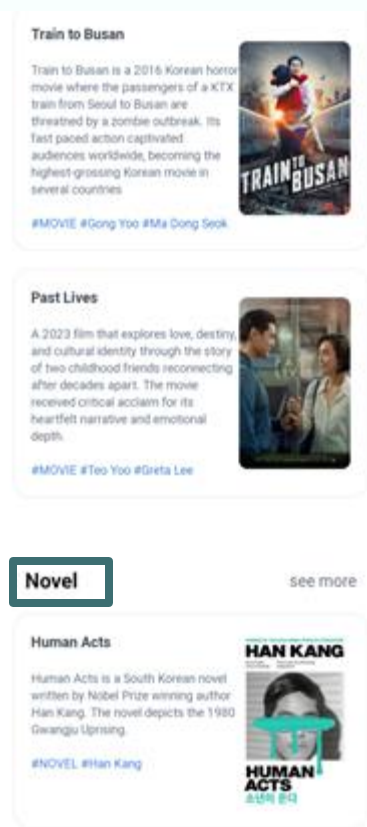 Train to Busan
Train to Busan is a 2016 Korean horror
movie where the passengers of a KTX
train from Seoul to Busan are
threatned by a zombie outbreak. Its
fast paced action captivated
audiences worldwide, becoming the
highest-grossing Korean movie in
several countries
#MOVIE #Gong Yoo #Ma Dong Seok
TRAIN TO BUSAN
Past Lives
A 2023 film that explores love, destiny,
and cultural identity through the story
of two childhood friends reconnecting
after decades apart. The movie
received critical acclaim for its
heartfelt narrative and emotional
depth.
#MOVIE #Teo Yoo #Greta Lee
Novel
see more
Human Acts
Human Acts is a South Korean novel
written by Nobel Prize winning author
Han Kang. The novel depicts the 1980
Gwangju Uprising.
#NOVEL #Han Kang
HAN KANG
HUMAN
ACTS
소년이 온다